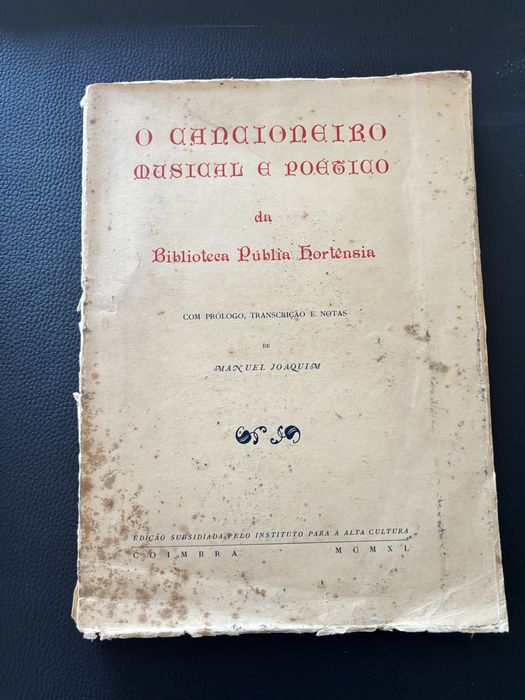 O CANCIONEIRO
MUSICAL E POÉTICO
da
Biblioteca Públia Hortênsia
COM PRÓLOGO, TRANSCRIÇÃO E NOTAS
DE
MANUEL JOAQUIM
EDIÇÃO SUBSIDIADA PELO INSTITUTO PARA A ALTA CULTURA
COIMBRA MCMXL